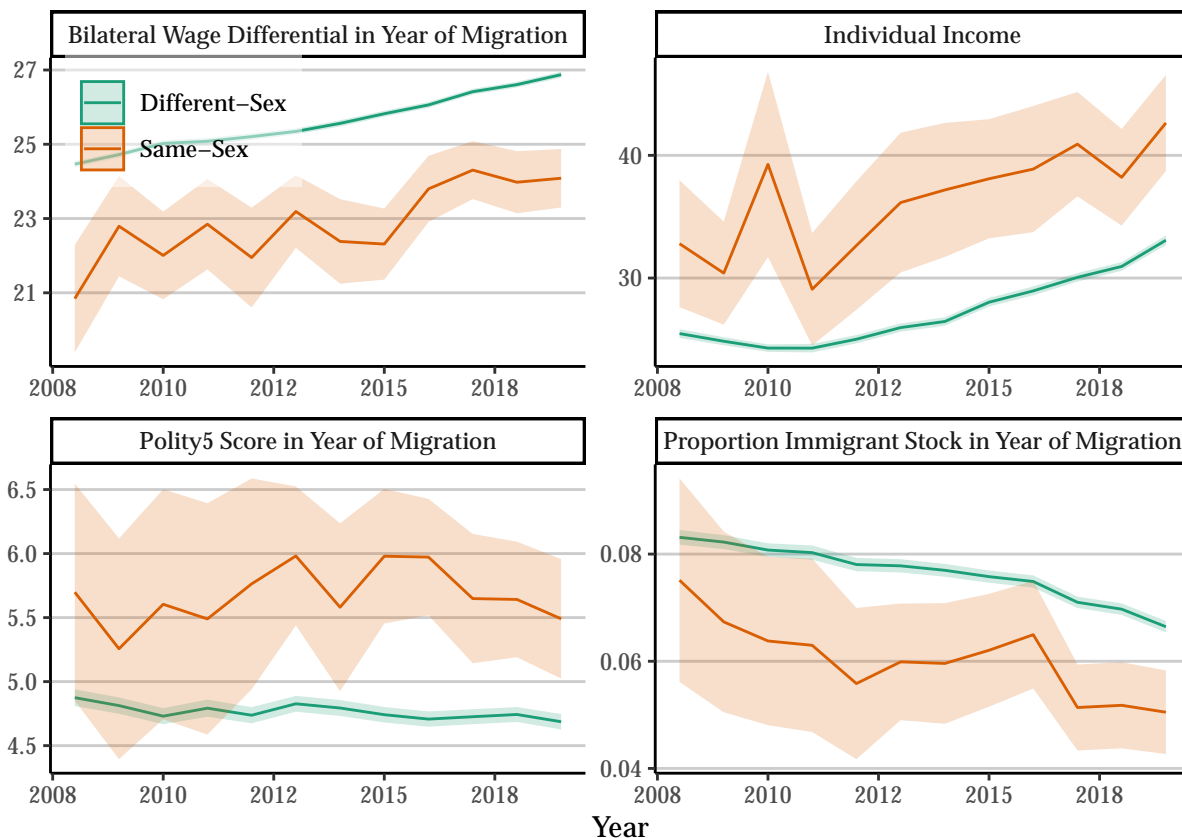 Bilateral Wage Differential in Year of Migration
Individual Income
27
25
23
21
Different–Sex
Same–Sex
2008 2010 2012 2015 2018
40
30
2008 2010 2012 2015 2018
Polity5 Score in Year of Migration
Proportion Immigrant Stock in Year of Migration
6.5
6.0
5.5
5.0
4.5
2008 2010 2012 2015 2018
0.08
0.06
0.04
2008 2010 2012 2015 2018
Year